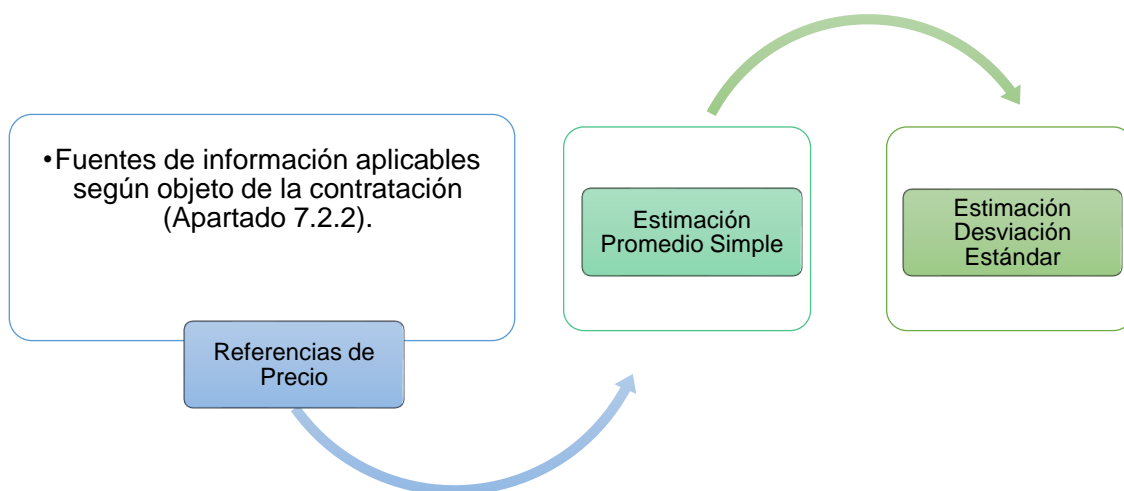 •Fuentes de información aplicables
según objeto de la contratación
(Apartado 7.2.2).
Referencias de
Precio
Estimación
Promedio Simple
Estimación
Desviación
Estándar